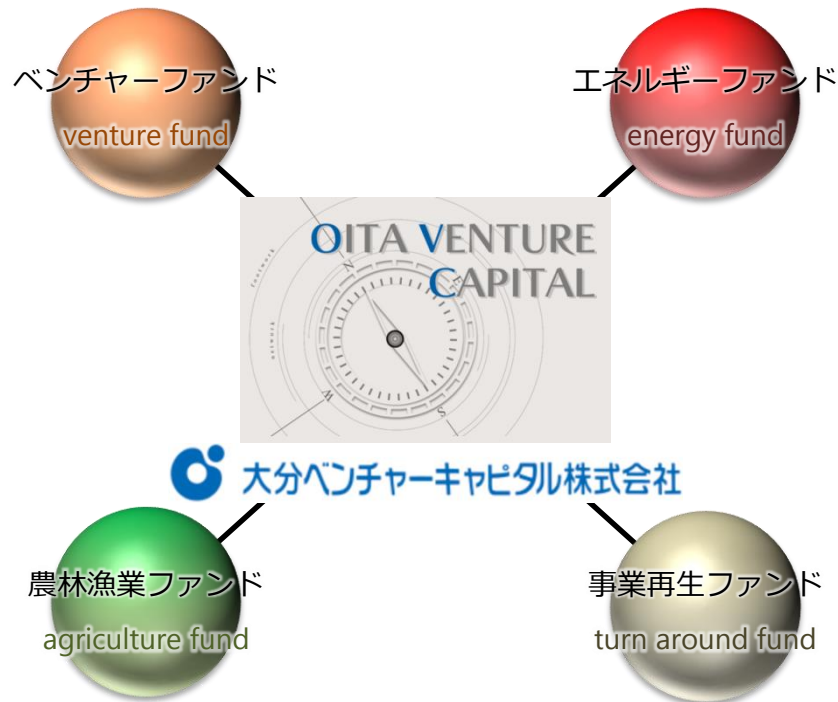 ベンチャーファンド
venture fund
エネルギーファンド
energy fund
OITA VENTURE
CAPITAL
footwork
network
N
E
W
S
大分ベンチャーキャピタル株式会社
農林漁業ファンド
agriculture fund
事業再生ファンド
turn around fund